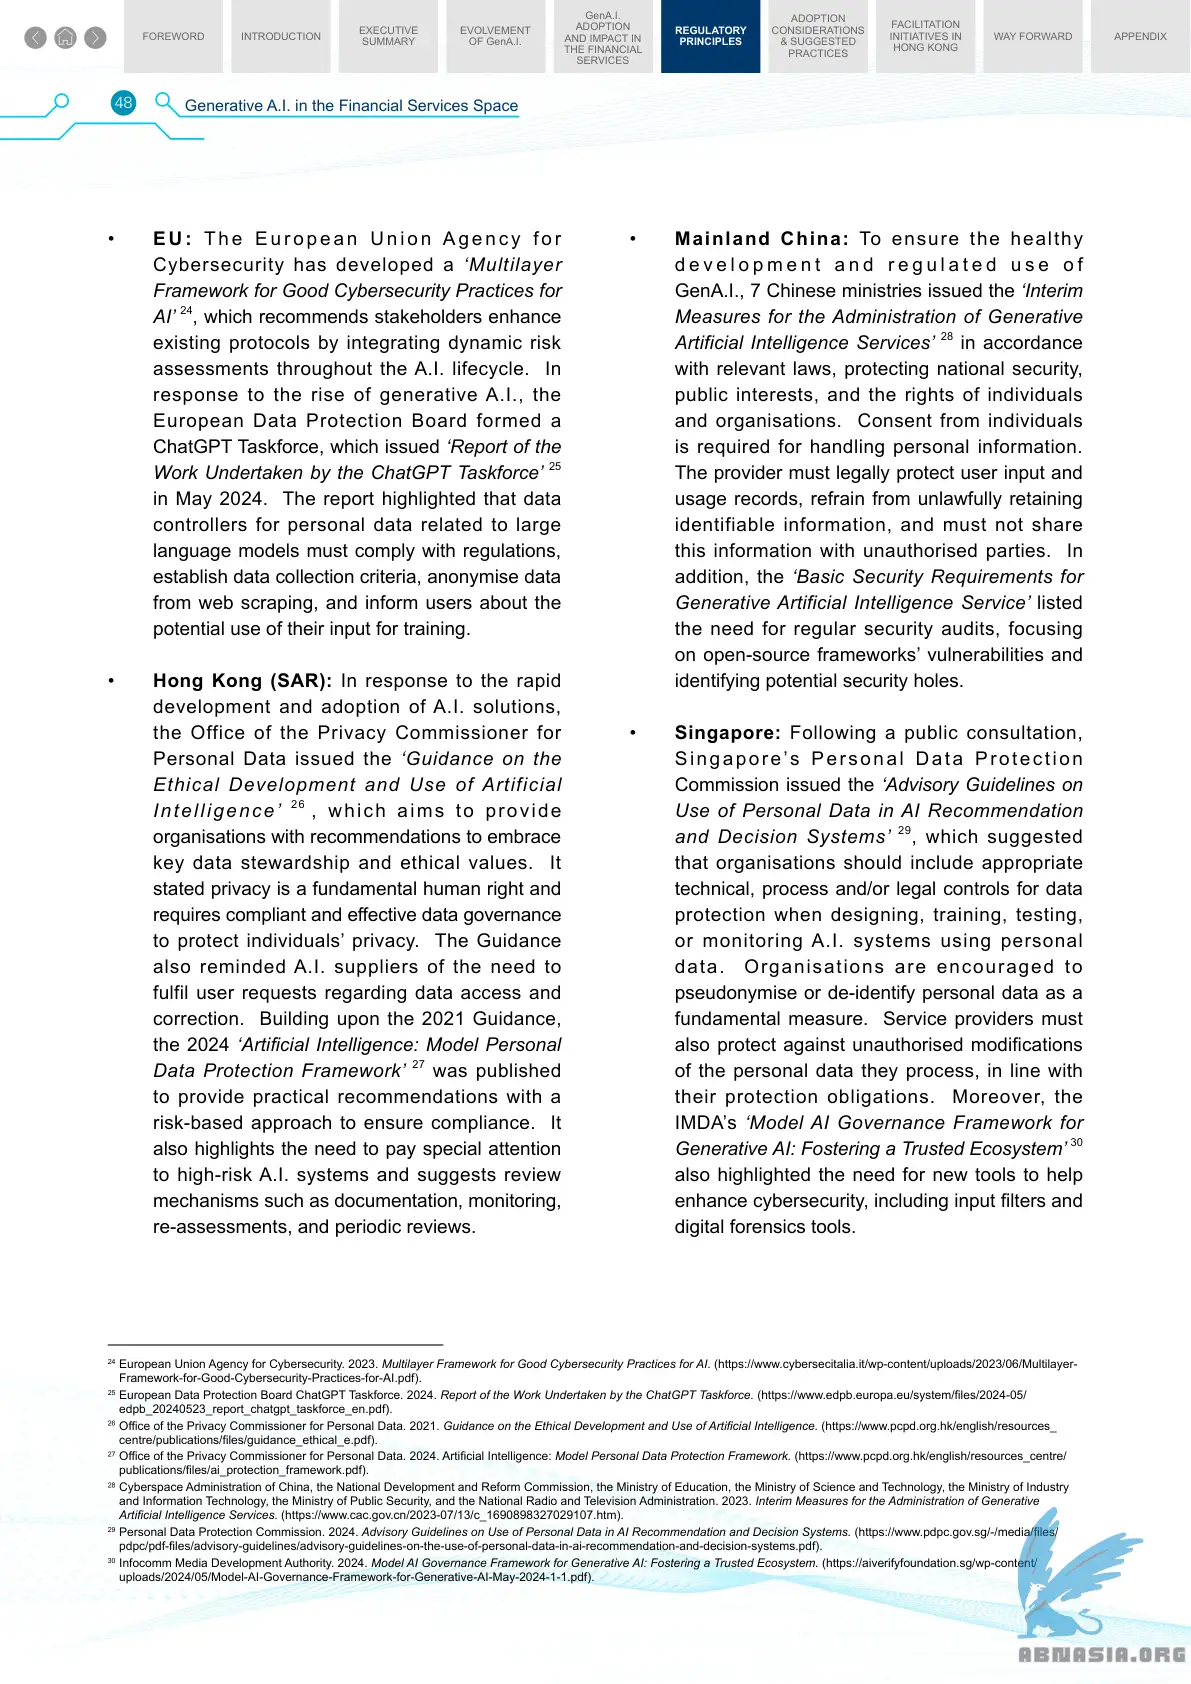 FOREWORD
INTRODUCTION
EXECUTIVE
SUMMARY
EVOLVEMENT
OF GenA.I.
GenA.I.
ADOPTION
AND IMPACT IN
THE FINANCIAL
SERVICES
REGULATORY
PRINCIPLES
ADOPTION
CONSIDERATIONS
& SUGGESTED
PRACTICES
FACILITATION
INITIATIVES IN
HONG KONG
WAY FORWARD
APPENDIX
48 Generative A.I. in the Financial Services Space
• EU: The European Union Agency for
Cybersecurity has developed a ‘Multilayer
Framework for Good Cybersecurity Practices for
AI’ 24, which recommends stakeholders enhance
existing protocols by integrating dynamic risk
assessments throughout the A.I. lifecycle. In
response to the rise of generative A.I., the
European Data Protection Board formed a
ChatGPT Taskforce, which issued ‘Report of the
Work Undertaken by the ChatGPT Taskforce’ 25
in May 2024. The report highlighted that data
controllers for personal data related to large
language models must comply with regulations,
establish data collection criteria, anonymise data
from web scraping, and inform users about the
potential use of their input for training.
• Hong Kong (SAR): In response to the rapid
development and adoption of A.I. solutions,
the Office of the Privacy Commissioner for
Personal Data issued the ‘Guidance on the
Ethical Development and Use of Artificial
Intelligence’ 26 , which aims to provide
organisations with recommendations to embrace
key data stewardship and ethical values. It
stated privacy is a fundamental human right and
requires compliant and effective data governance
to protect individuals’ privacy. The Guidance
also reminded A.I. suppliers of the need to
fulfil user requests regarding data access and
correction. Building upon the 2021 Guidance,
the 2024 ‘Artificial Intelligence: Model Personal
Data Protection Framework’ 27 was published
to provide practical recommendations with a
risk-based approach to ensure compliance. It
also highlights the need to pay special attention
to high-risk A.I. systems and suggests review
mechanisms such as documentation, monitoring,
re-assessments, and periodic reviews.
• Mainland China: To ensure the healthy
development and regulated use of
GenA.I., 7 Chinese ministries issued the ‘Interim
Measures for the Administration of Generative
Artificial Intelligence Services’ 28 in accordance
with relevant laws, protecting national security,
public interests, and the rights of individuals
and organisations. Consent from individuals
is required for handling personal information.
The provider must legally protect user input and
usage records, refrain from unlawfully retaining
identifiable information, and must not share
this information with unauthorised parties. In
addition, the ‘Basic Security Requirements for
Generative Artificial Intelligence Service’ listed
the need for regular security audits, focusing
on open-source frameworks’ vulnerabilities and
identifying potential security holes.
• Singapore: Following a public consultation,
Singapore’s Personal Data Protection
Commission issued the ‘Advisory Guidelines on
Use of Personal Data in AI Recommendation
and Decision Systems’ 29, which suggested
that organisations should include appropriate
technical, process and/or legal controls for data
protection when designing, training, testing,
or monitoring A.I. systems using personal
data. Organisations are encouraged to
pseudonymise or de-identify personal data as a
fundamental measure. Service providers must
also protect against unauthorised modifications
of the personal data they process, in line with
their protection obligations. Moreover, the
IMDA’s ‘Model AI Governance Framework for
Generative AI: Fostering a Trusted Ecosystem’ 30
also highlighted the need for new tools to help
enhance cybersecurity, including input filters and
digital forensics tools.
24 European Union Agency for Cybersecurity. 2023. Multilayer Framework for Good Cybersecurity Practices for AI. (https://www.cybersecitalia.it/wp-content/uploads/2023/06/Multilayer-
Framework-for-Good-Cybersecurity-Practices-for-AI.pdf).
25 European Data Protection Board ChatGPT Taskforce. 2024. Report of the Work Undertaken by the ChatGPT Taskforce. (https://www.edpb.europa.eu/system/files/2024-05/
edpb_20240523_report_chatgpt_taskforce_en.pdf).
26 Office of the Privacy Commissioner for Personal Data. 2021. Guidance on the Ethical Development and Use of Artificial Intelligence. (https://www.pcpd.org.hk/english/resources_
centre/publications/files/guidance_ethical_e.pdf).
27 Office of the Privacy Commissioner for Personal Data. 2024. Artificial Intelligence: Model Personal Data Protection Framework. (https://www.pcpd.org.hk/english/resources_centre/
publications/files/ai_protection_framework.pdf).
28 Cyberspace Administration of China, the National Development and Reform Commission, the Ministry of Education, the Ministry of Science and Technology, the Ministry of Industry
and Information Technology, the Ministry of Public Security, and the National Radio and Television Administration. 2023. Interim Measures for the Administration of Generative
Artificial Intelligence Services. (https://www.cac.gov.cn/2023-07/13/c_1690898327029107.htm).
29 Personal Data Protection Commission. 2024. Advisory Guidelines on Use of Personal Data in AI Recommendation and Decision Systems. (https://www.pdpc.gov.sg/-/media/files/
pdpc/pdf-files/advisory-guidelines/advisory-guidelines-on-the-use-of-personal-data-in-ai-recommendation-and-decision-systems.pdf).
30 Infocomm Media Development Authority. 2024. Model AI Governance Framework for Generative AI: Fostering a Trusted Ecosystem. (https://aiverifyfoundation.sg/wp-content/
uploads/2024/05/Model-AI-Governance-Framework-for-Generative-AI-May-2024-1-1.pdf).
ABNASIA.ORG